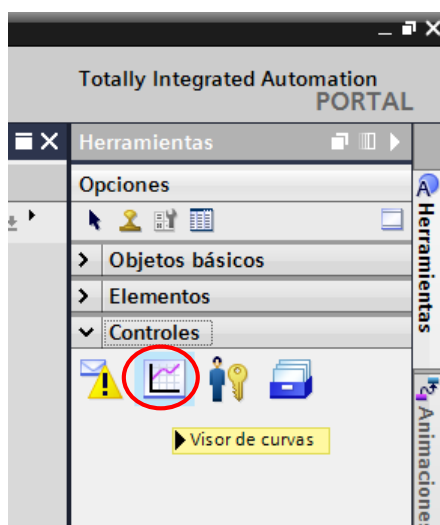 Totally Integrated Automation
PORTAL
Herramientas
Opciones
Objetos básicos
Elementos
Controles
Visor de curvas
Herramientas
Animaciones